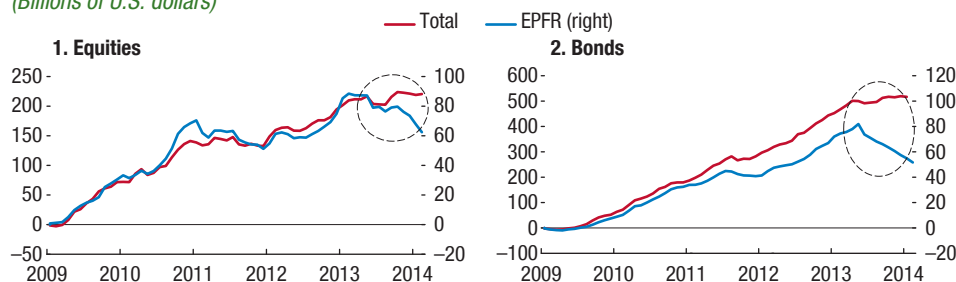 (Billions of U.S. dollars)
Total EPFR (right)
1. Equities
250 100
200 80
150 60
100 40
50 20
0 0
–50 –20
2009 2010 2011 2012 2013 2014
2. Bonds
600 120
500 100
400 80
300 60
200 40
100 20
0 0
–100 –20
2009 2010 2011 2012 2013 2014